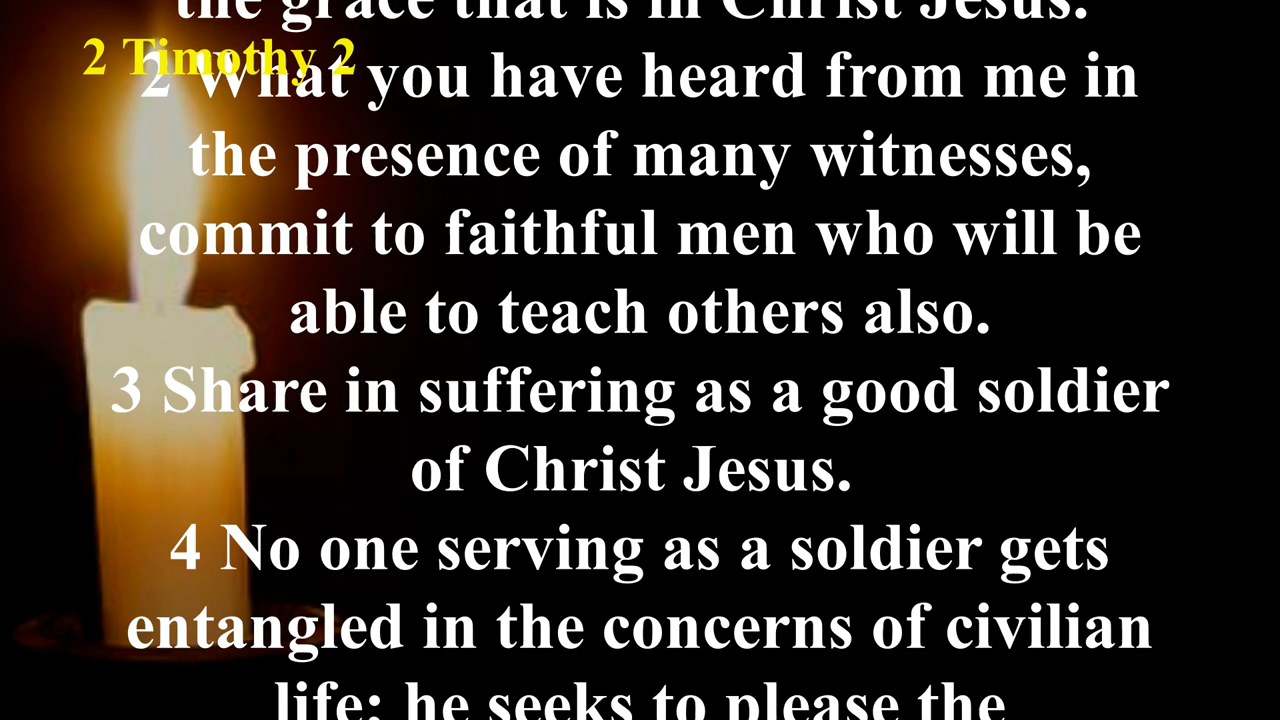 the grace that is in Christ Jesus.
2 Timothy 2
2 What you have heard from me in
the presence of many witnesses,
commit to faithful men who will be
able to teach others also.
3 Share in suffering as a good soldier
of Christ Jesus.
4 No one serving as a soldier gets
entangled in the concerns of civilian
life; he seeks to please the